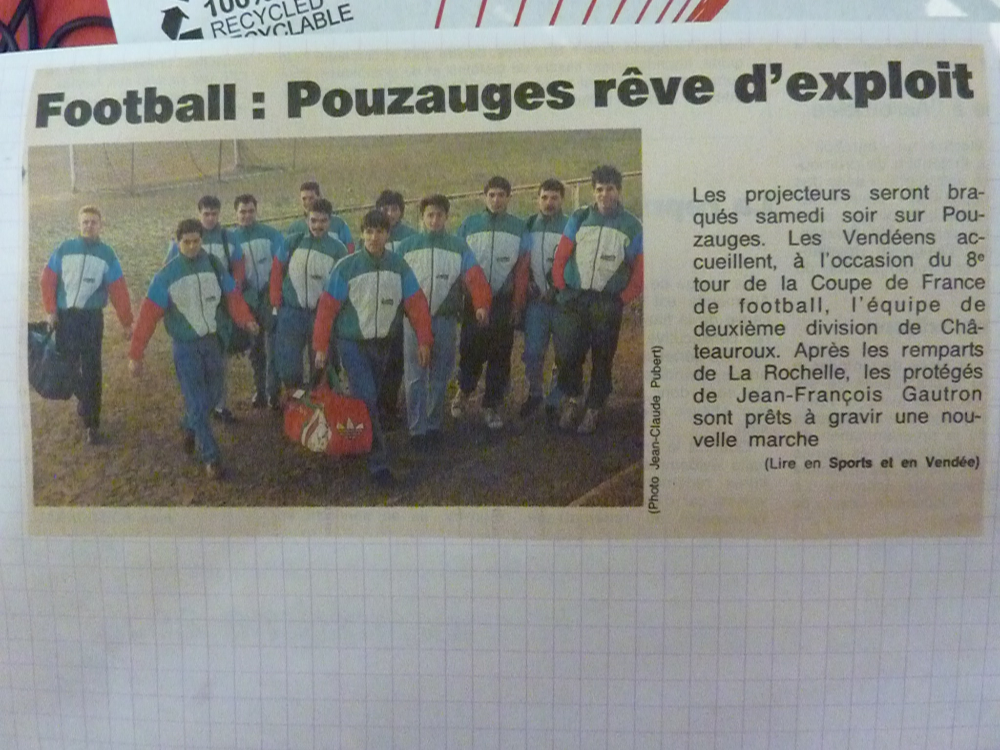 100%
RECYCLED
RECYCLABLE
Football : Pouzauges rêve d'exploit
Les projecteurs seront bra-
qués samedi soir sur Pou-
zauges. Les Vendéens ac-
cueillent, à l'occasion du 8e
tour de la Coupe de France
de football, l'équipe de
deuxième division de Châ-
teauroux. Après les remparts
de La Rochelle, les protégés
de Jean-François Gautron
sont prêts à gravir une nou-
velle marche
(Lire en Sports et en Vendée)
(Photo Jean-Claude Pubert)